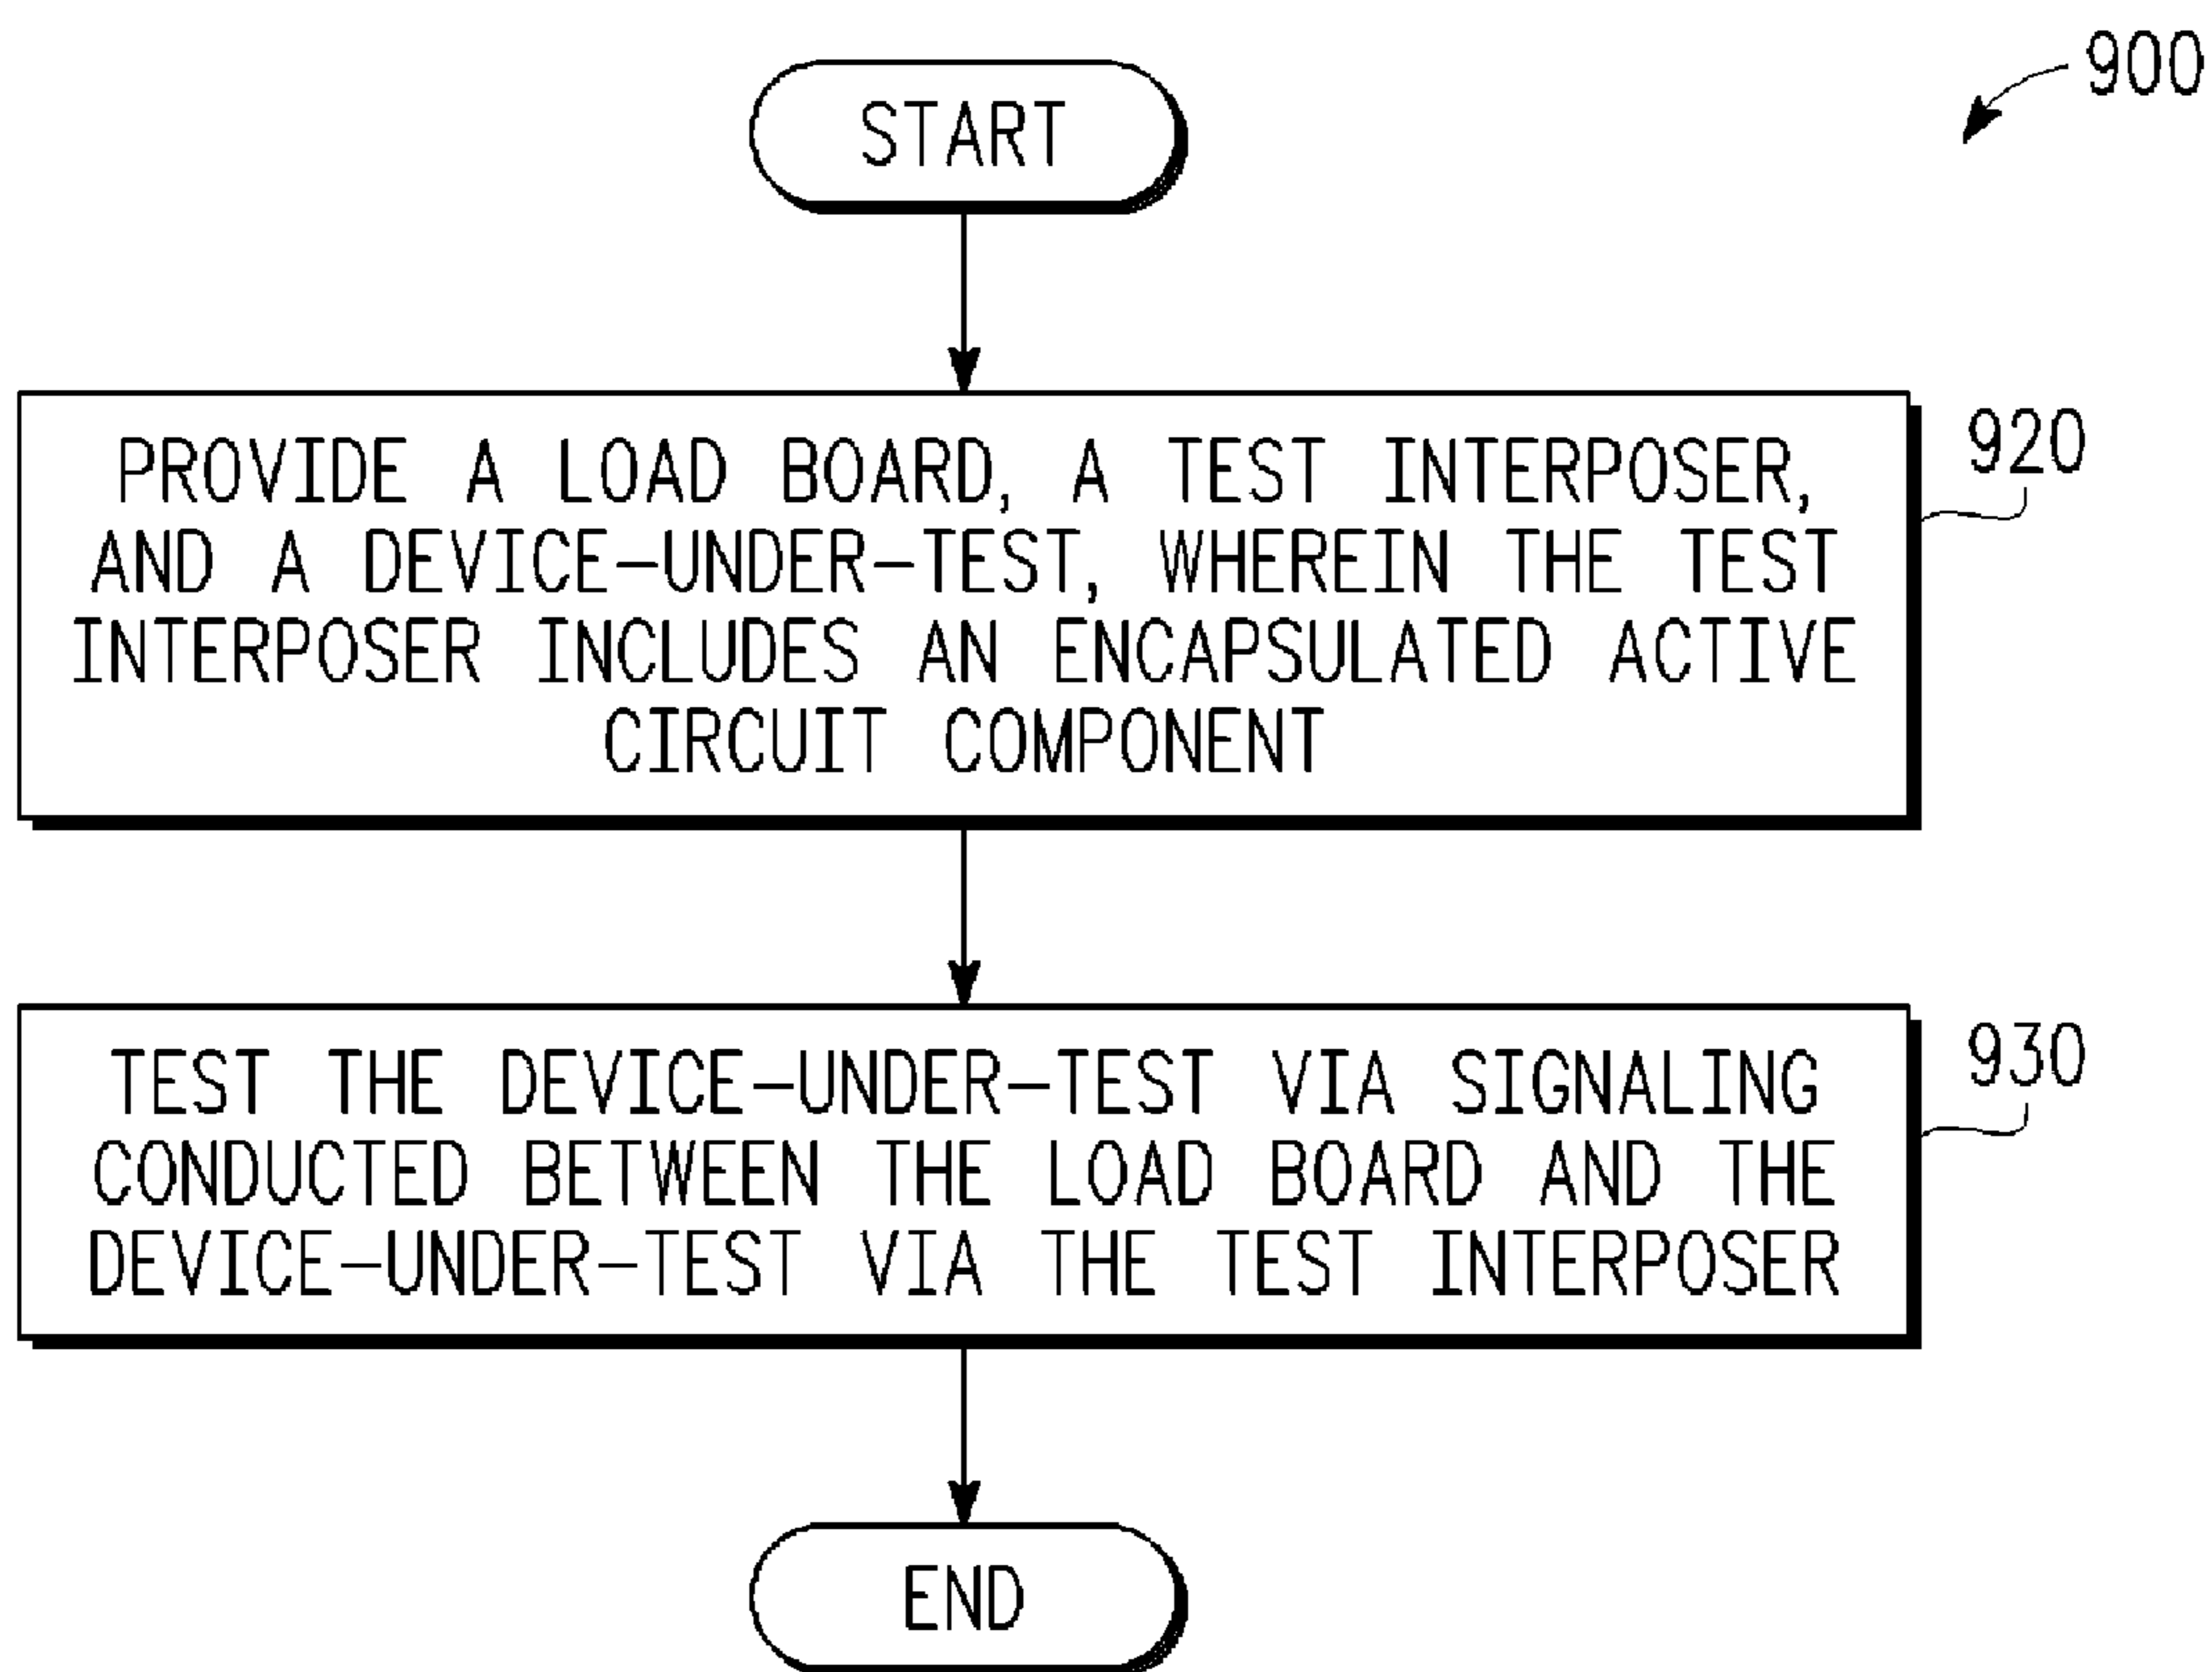 900
START
PROVIDE A LOAD BOARD, A TEST INTERPOSER,
AND A DEVICE-UNDER-TEST, WHEREIN THE TEST
INTERPOSER INCLUDES AN ENCAPSULATED ACTIVE
CIRCUIT COMPONENT
920
TEST THE DEVICE-UNDER-TEST VIA SIGNALING
CONDUCTED BETWEEN THE LOAD BOARD AND THE
DEVICE-UNDER-TEST VIA THE TEST INTERPOSER
930
END